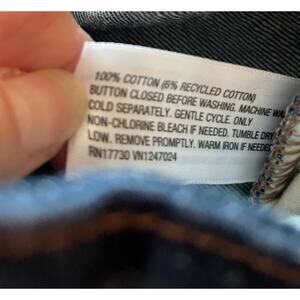 100% COTTON (6% RECYCLED COTTON)
BUTTON CLOSED BEFORE WASHING. MACHINE WA
COLD SEPARATELY. GENTLE CYCLE. ONLY
NON-CHLORINE BLEACH IF NEEDED. TUMBLE DRY
LOW. REMOVE PROMPTLY. WARM IRON IF NEEDED
RN17730 VN1247024